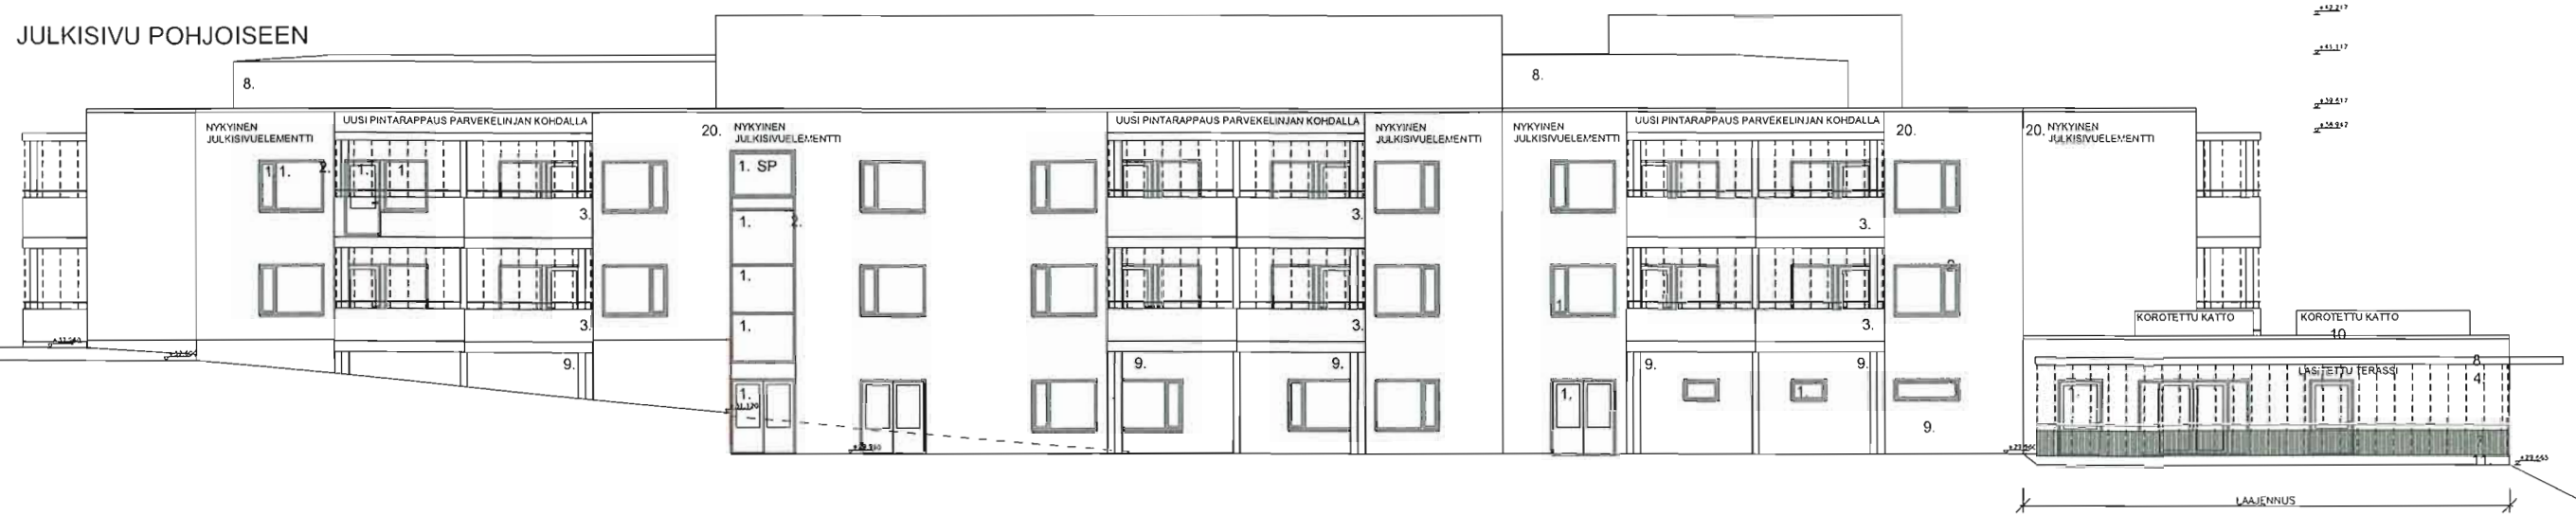 JULKISIVU POHJOISEEN
8.
8.
NYKYINEN
JULKISIVUELEMENTTI
UUSI PINTARAPPAUS PARVEKELINJAN KOHDALLA
20.
NYKYINEN
JULKISIVUELEMENTTI
UUSI PINTARAPPAUS PARVEKELINJAN KOHDALLA
NYKYINEN
JULKISIVUELEMENTTI
NYKYINEN
JULKISIVUELEMENTTI
UUSI PINTARAPPAUS PARVEKELINJAN KOHDALLA
20.
20.
NYKYINEN
JULKISIVUELEMENTTI
1. 1.
2.
1.
1.
1. SP
3.
1.
2.
3.
3.
1.
2.
1.
3.
1.
3.
3.
KOROTETTU KATTO
KOROTETTU KATTO
10
9.
9.
9.
9.
9.
8
LASITETTU TERASSI
4
1.
1.
1.
9.
11.
LAAJENNUS